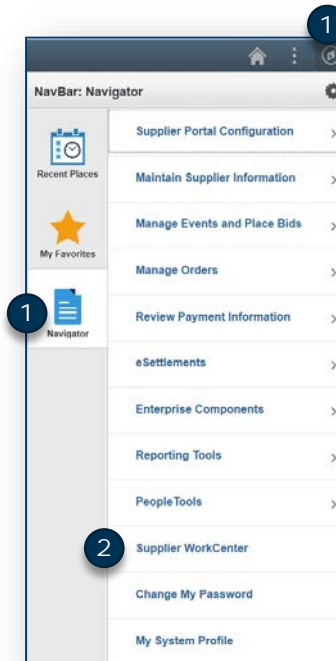 1
NavBar: Navigator
Recent Places
My Favorites
1
Navigator
Supplier Portal Configuration
Maintain Supplier Information
Manage Events and Place Bids
Manage Orders
Review Payment Information
eSettlements
Enterprise Components
Reporting Tools
PeopleTools
2
Supplier WorkCenter
Change My Password
My System Profile